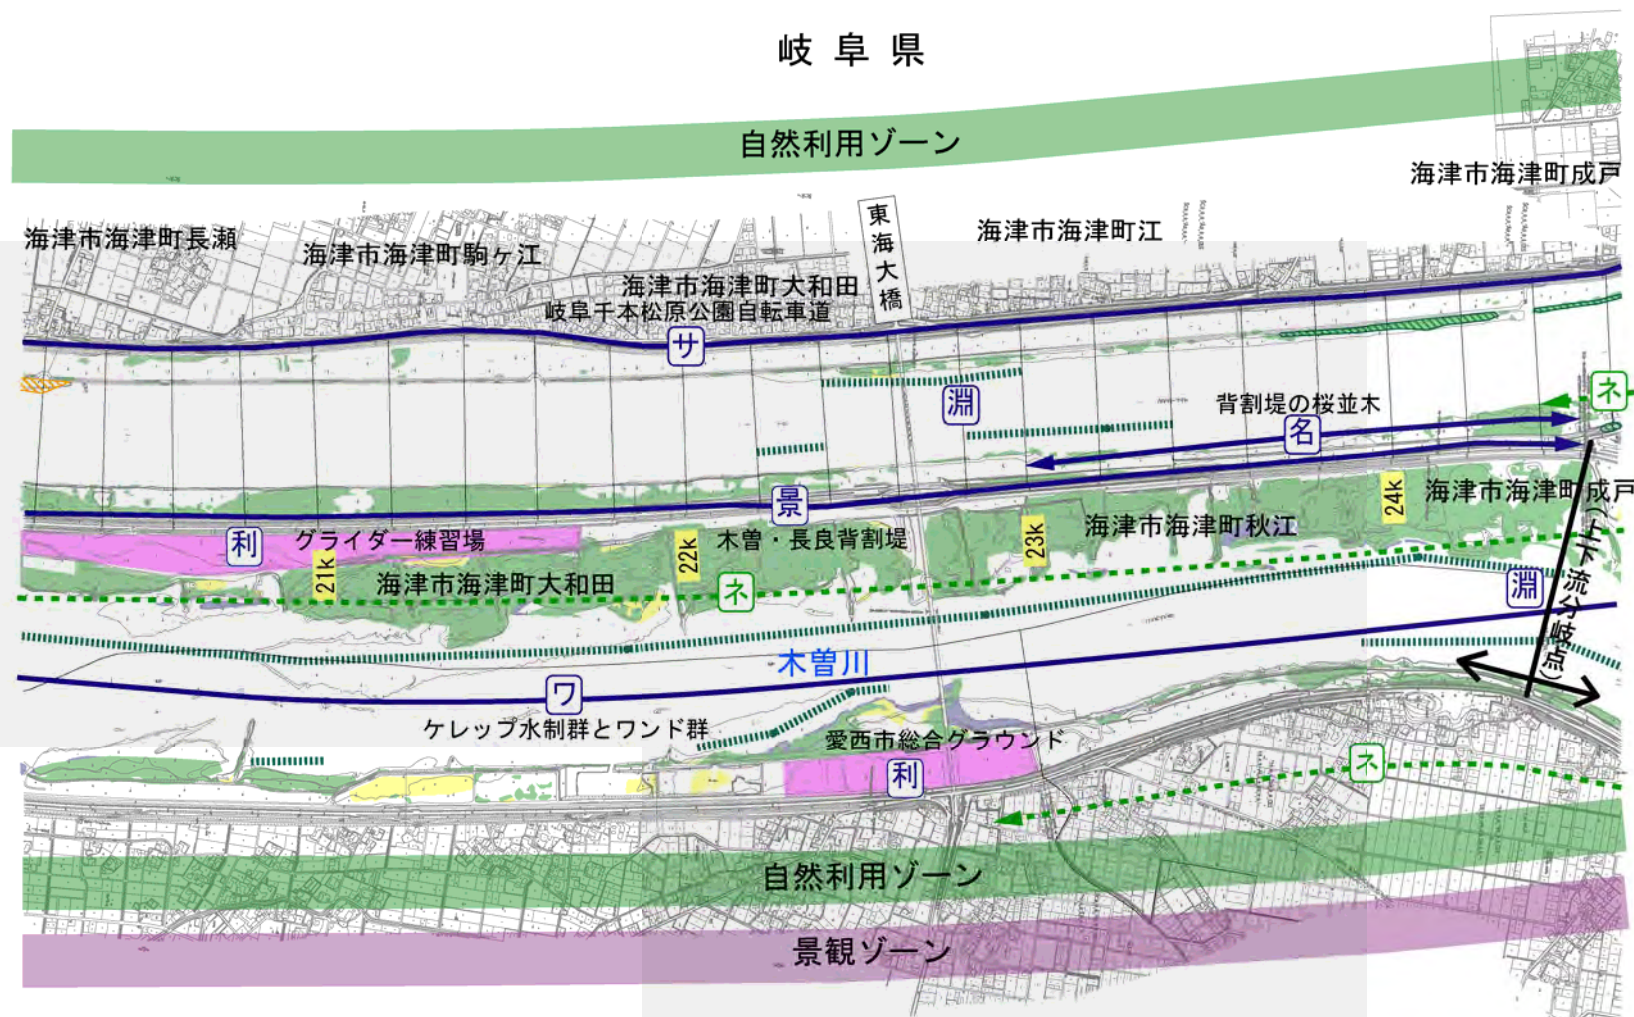 岐阜県
自然利用ゾーン
海津市海津町成戸
海津市海津町長瀬
海津市海津町駒ヶ江
東海大橋
海津市海津町江
海津市海津町大和田
岐阜千本松原公園自転車道
サ
淵
背割堤の桜並木
名
ネ
景
利
グライダー練習場
21k
22k
木曽・長良背割堤
23k
海津市海津町秋江
24k
海津市海津町成戸
海津市海津町大和田
ネ
淵
木曽川
ワ
ケレップ水制群とワンド群
愛西市総合グラウンド
利
ネ
流分岐点)
自然利用ゾーン
景観ゾーン